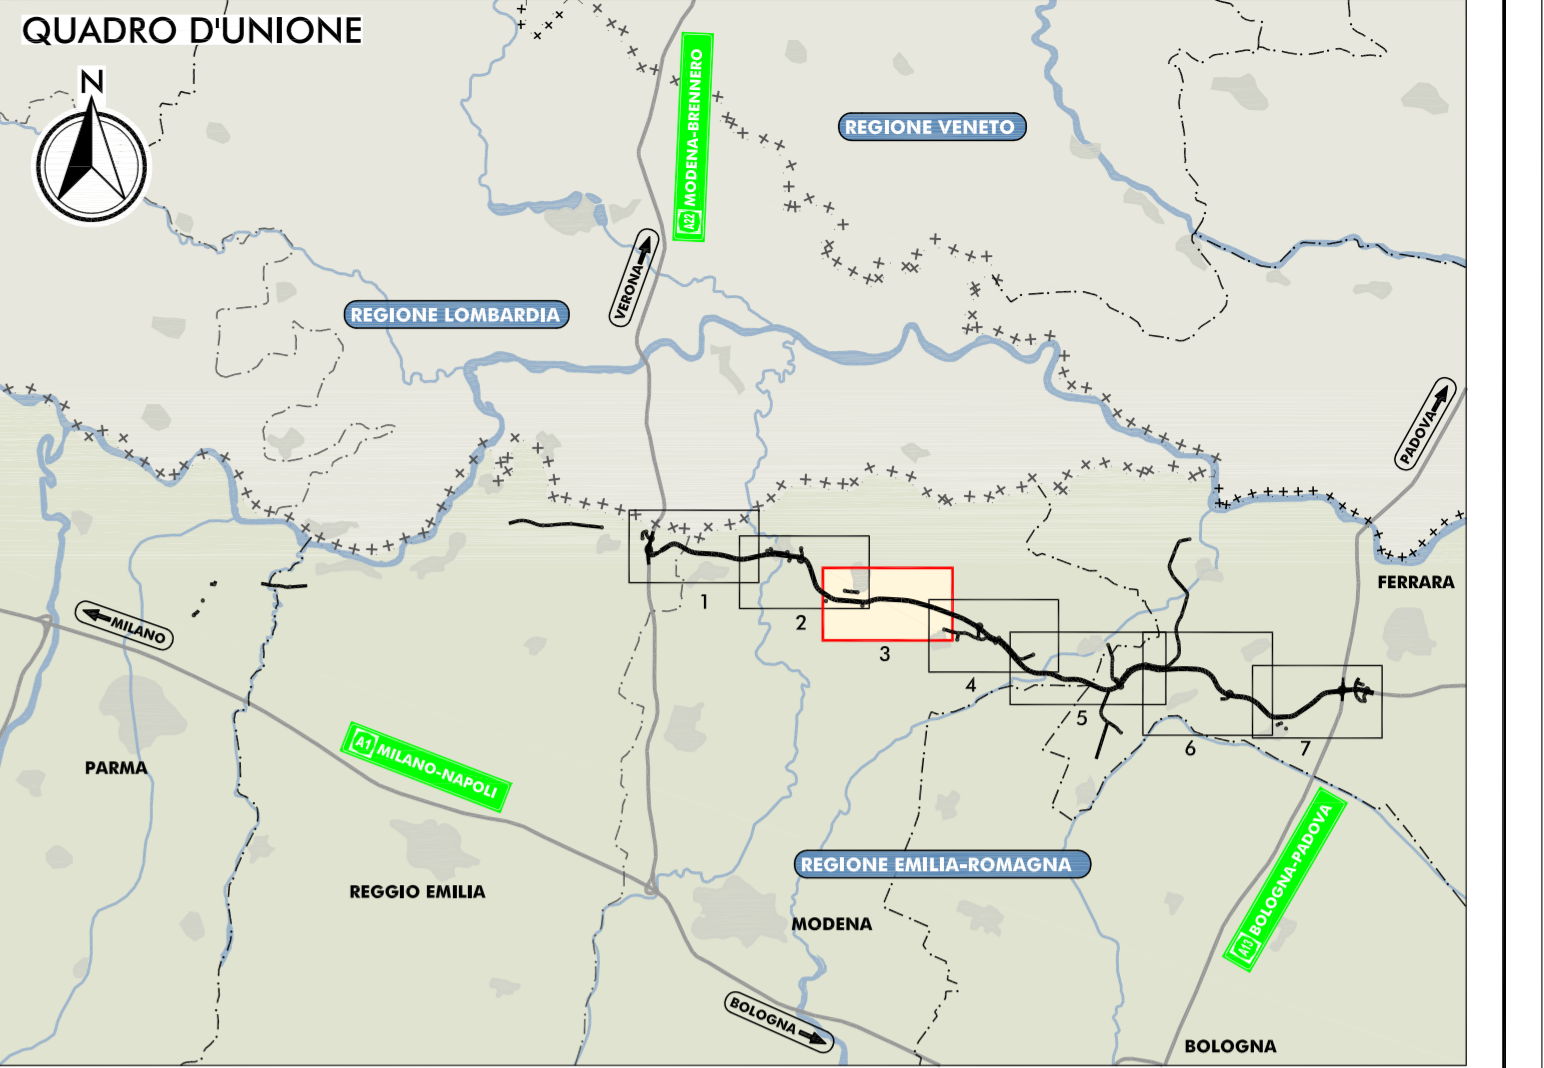 QUADRO D'UNIONE
N
A22 MODENA-BRENNERO
REGIONE VENETO
VERONA
REGIONE LOMBARDIA
PADOVA
FERRARA
MILANO
1
2
3
4
5
6
7
PARMA
A1 MILANO-NAPOLI
REGIONE EMILIA-ROMAGNA
A13 BOLOGNA-PADOVA
REGGIO EMILIA
MODENA
BOLOGNA
BOLOGNA